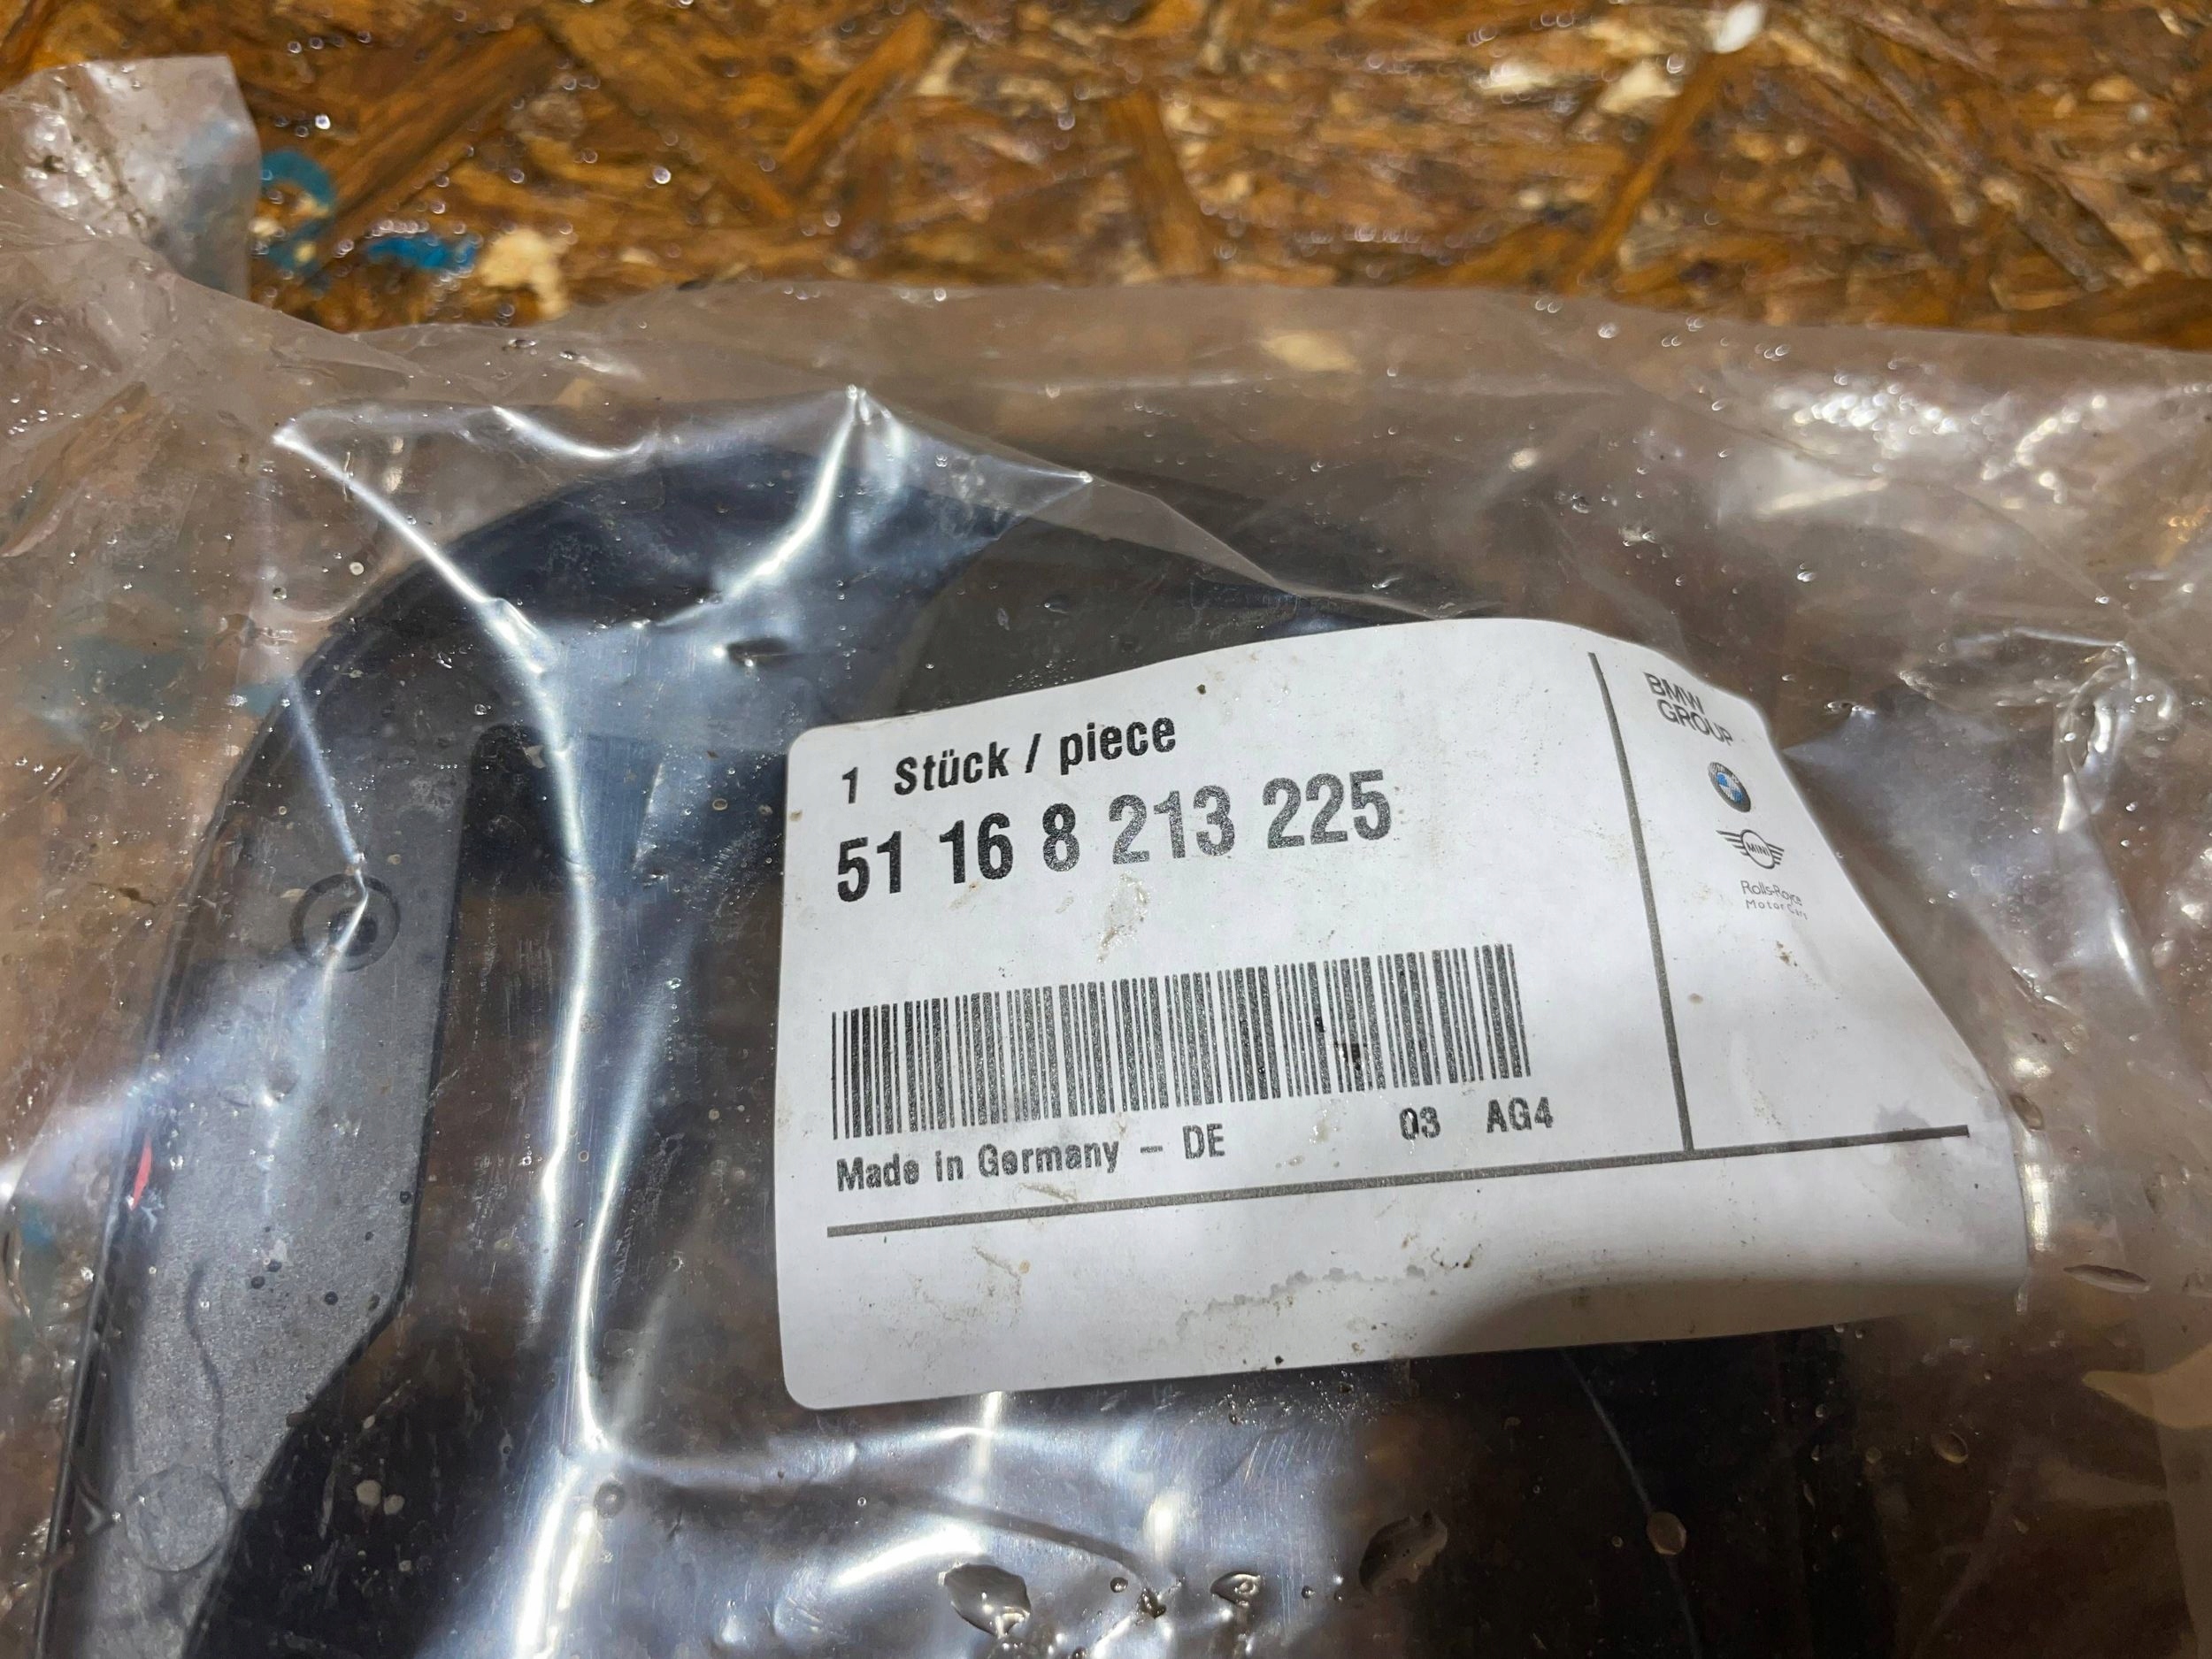 1 Stück / piece
51 16 8 213 225
Made in Germany – DE 03 AG4
BMW
GROUP
MINI
Rolls-Royce
Motor Cars